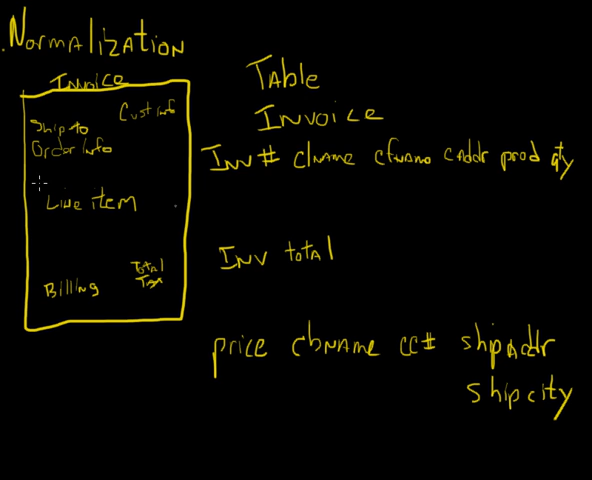 Normalization
Invoice
Cust info
Ship to
Order info
Line item
Total
Tax
Billing
Table
Invoice
Inv # clname cfname caddr prod qty
Inv total
price cbname cc# shipAddr
shipcity